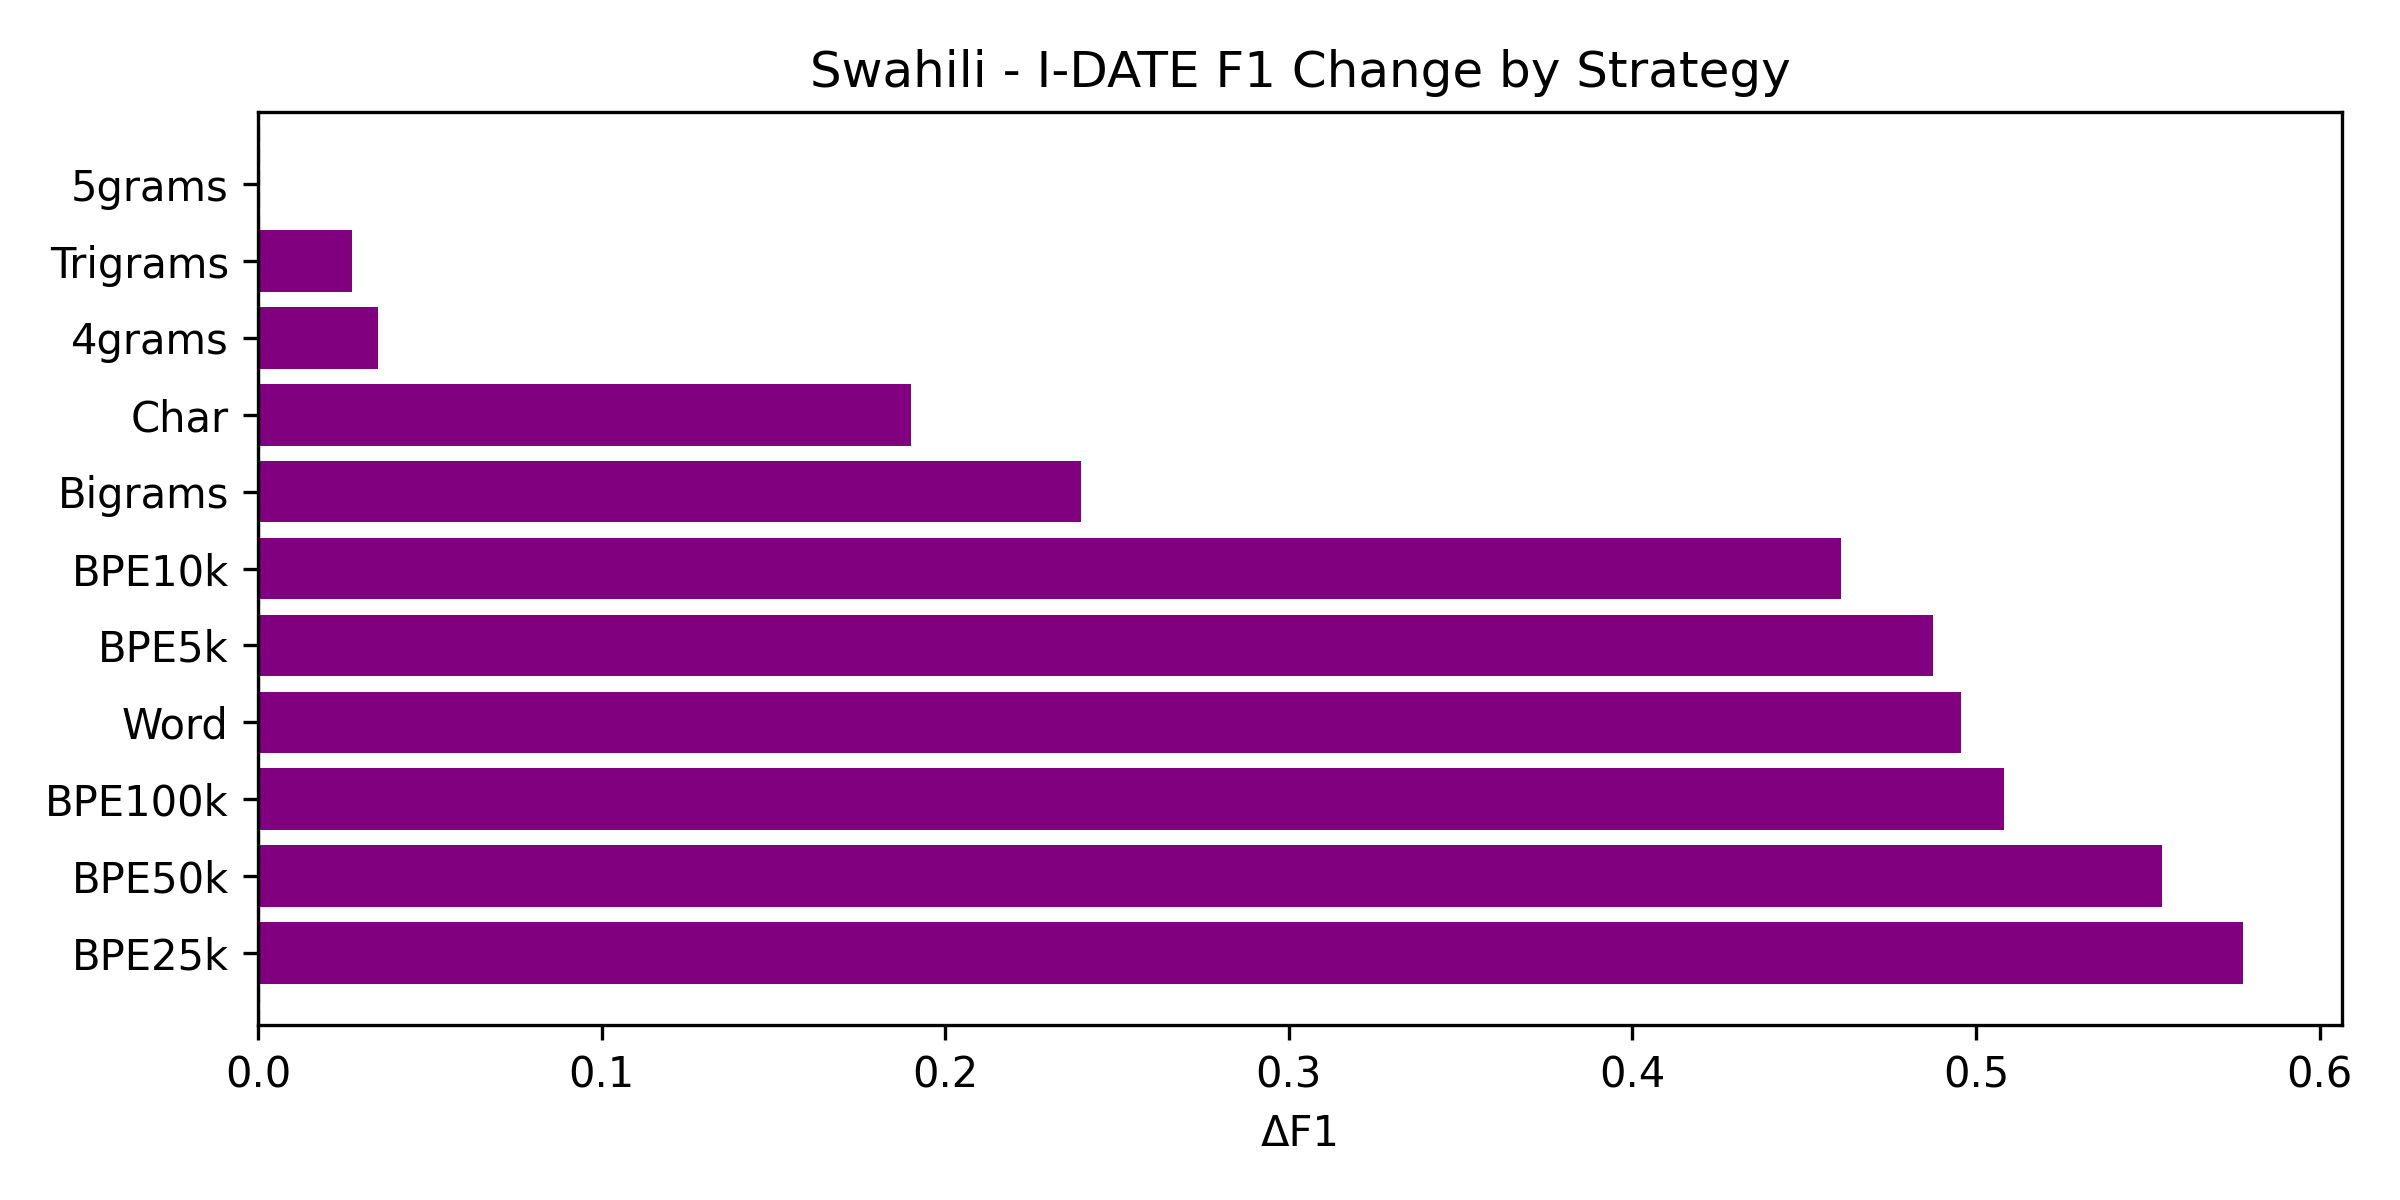 Swahili - I-DATE F1 Change by Strategy
5grams
Trigrams
4grams
Char
Bigrams
BPE10k
BPE5k
Word
BPE100k
BPE50k
BPE25k
0.0 0.1 0.2 0.3 0.4 0.5 0.6
ΔF1